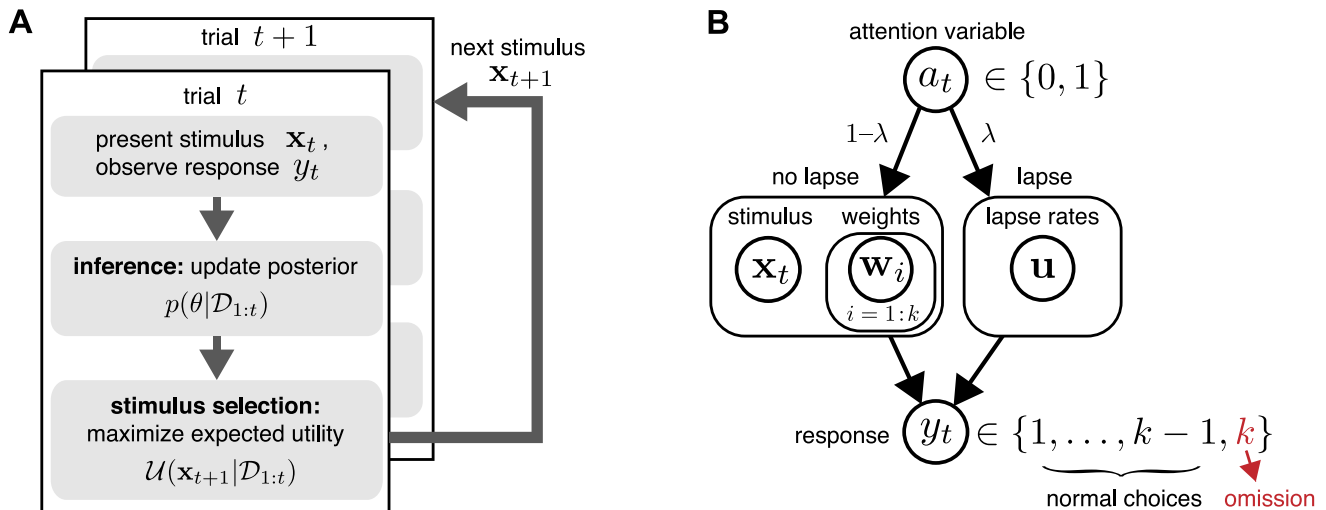 A
trial t + 1
trial t
present stimulus x_t ,
observe response y_t
inference: update posterior
p(θ|𝒟_{1:t})
stimulus selection:
maximize expected utility
𝒰(x_{t+1}|𝒟_{1:t})
next stimulus
x_{t+1}
B
attention variable
a_t ∈ {0, 1}
1–λ
λ
no lapse
lapse
stimulus
weights
lapse rates
x_t
w_i
u
i = 1:k
response
y_t ∈ {1, . . . , k − 1, k}
normal choices
omission